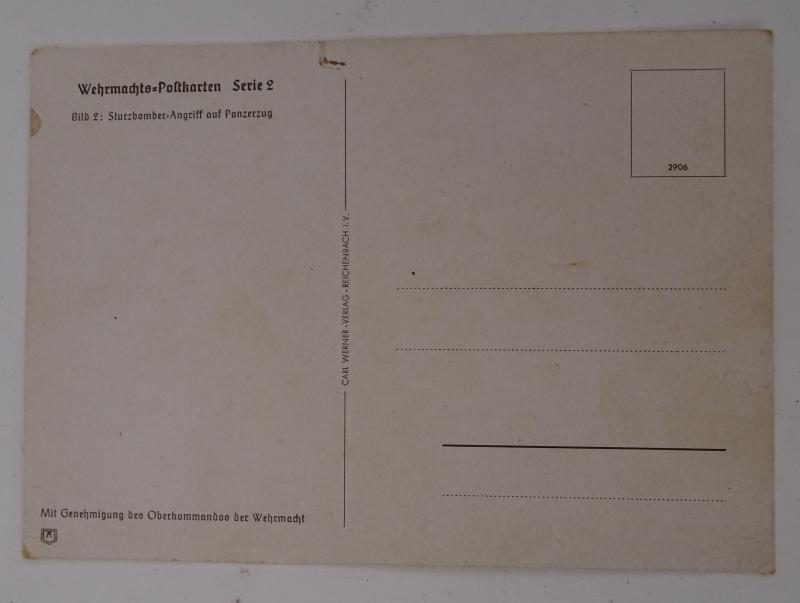 Wehrmachts=Postkarten Serie 2
Bild 2: Sturzbomber-Angriff auf Panzerzug
2906
CARL WERNER-VERLAG-REICHENBACH i.V.
Mit Genehmigung des Oberkommandos der Wehrmacht